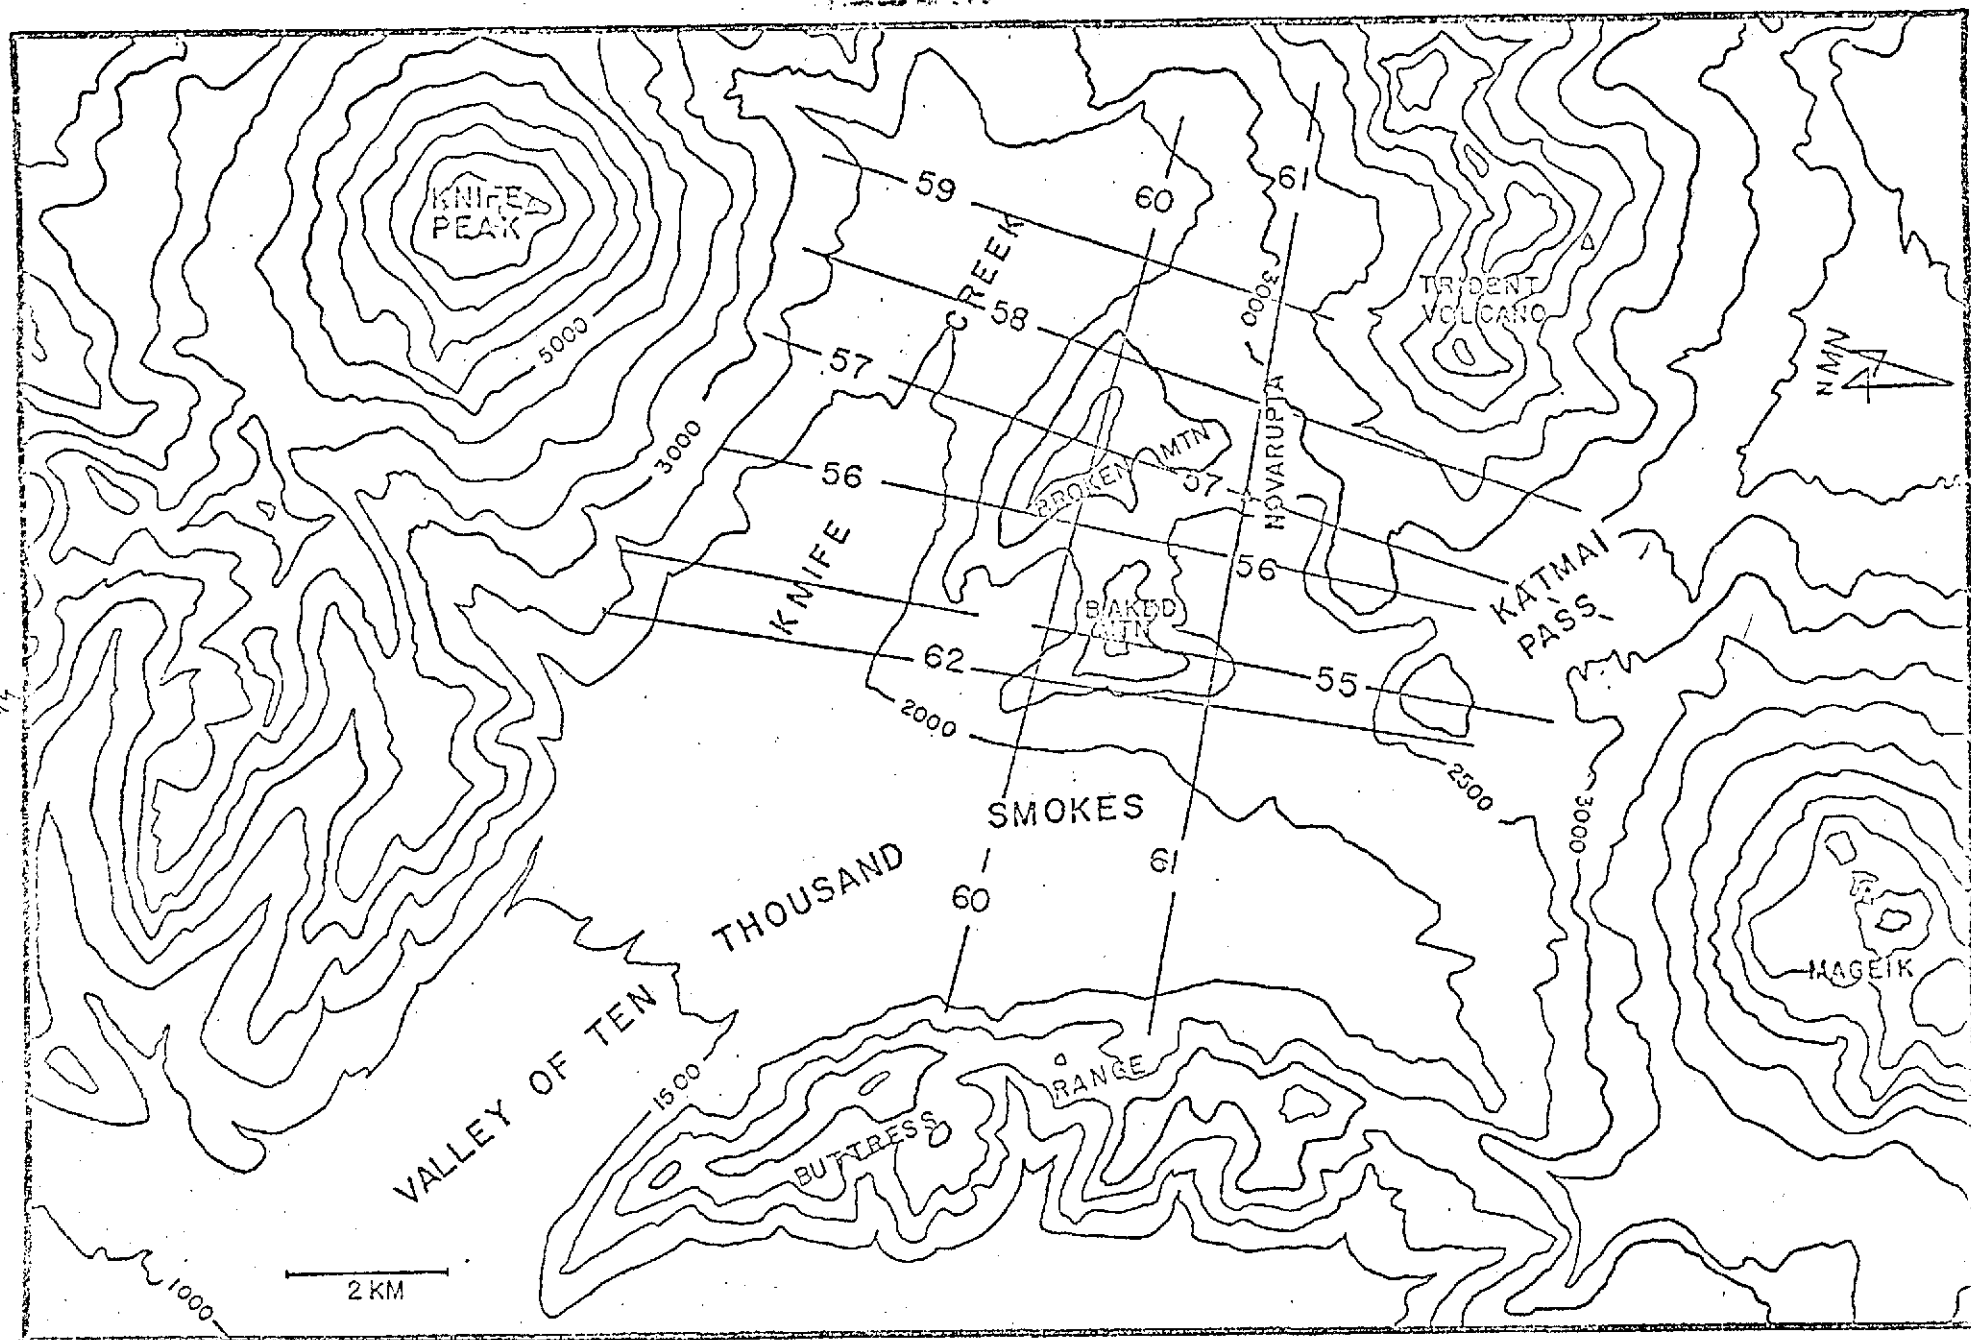 KNIFE
PEAK
59
60
61
CREEK
3000
58
TRIDENT
VOLCANO
5000
57
3000
56
BROKEN MTN
57
NOVARUPTA
KNIFE
56
KATMAI
PASS
BAKED
MTN
62
55
2000
2500
3000
SMOKES
THOUSAND
60
61
MAGEIK
VALLEY OF TEN
1500
RANGE
BUTTRESS
2 KM
1000